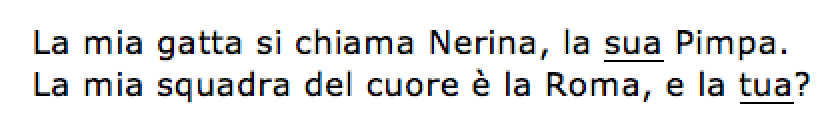 La mia gatta si chiama Nerina, la sua Pimpa.
La mia squadra del cuore è la Roma, e la tua?